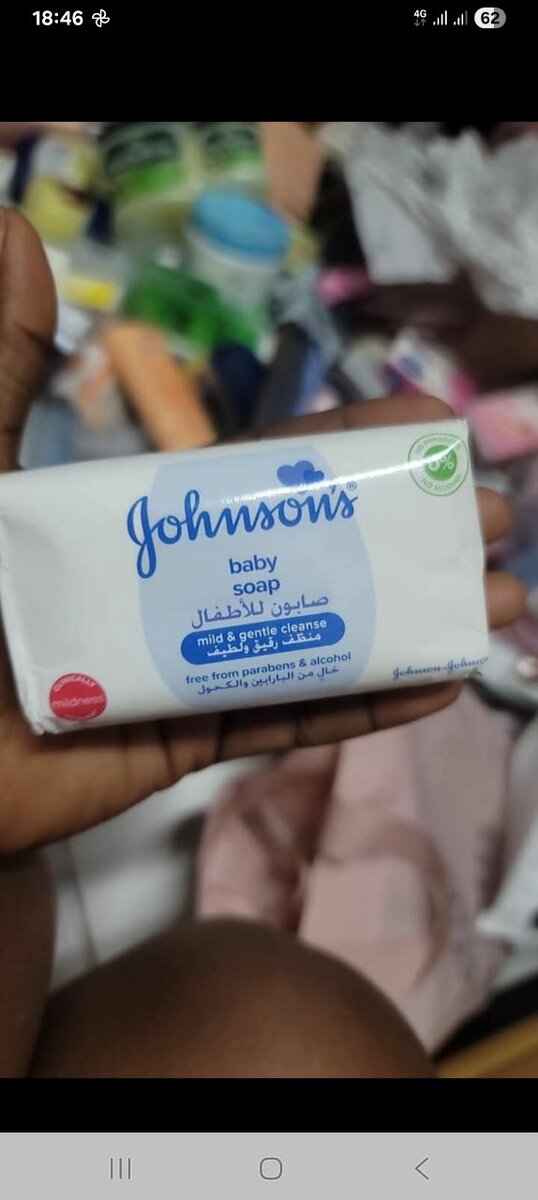 18:46
4G
62
Johnson's®
baby
soap
صابون للأطفال
mild & gentle cleanse
منظف رقيق ولطيف
free from parabens & alcohol
خالٍ من البارابين والكحول
0%
NO ALCOHOL
CLINICALLY
mildness
Johnson & Johnson